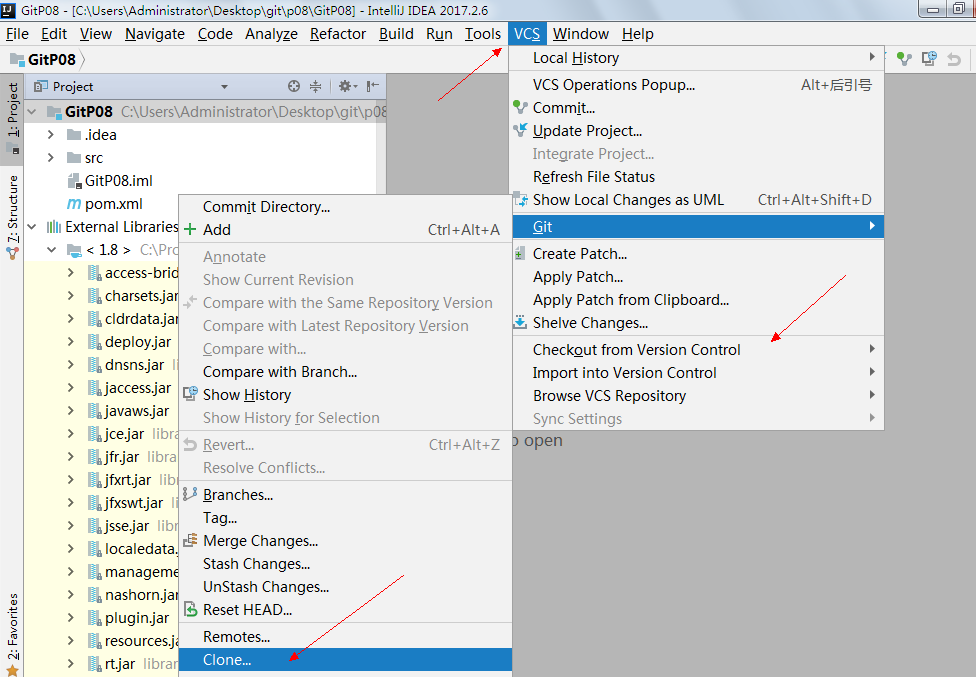 GitP08 - [C:\Users\Administrator\Desktop\git\p08\GitP08] - IntelliJ IDEA 2017.2.6
File Edit View Navigate Code Analyze Refactor Build Run Tools VCS Window Help
GitP08
1: Project
7: Structure
2: Favorites
Project
GitP08 C:\Users\Administrator\Desktop\git\p08
.idea
src
GitP08.iml
pom.xml
External Libraries
< 1.8 > C:\Pro
access-brid
charsets.jar
cldrdata.jar
deploy.jar
dnsns.jar
jaccess.jar
javaws.jar
jce.jar libra
jfr.jar library
jfxrt.jar lib
jfxswt.jar
jsse.jar libr
localedata.
manageme
nashorn.jar
plugin.jar
resources.ja
rt.jar library
Commit Directory...
Add Ctrl+Alt+A
Annotate
Show Current Revision
Compare with the Same Repository Version
Compare with Latest Repository Version
Compare with...
Compare with Branch...
Show History
Show History for Selection
Revert... Ctrl+Alt+Z
Resolve Conflicts...
Branches...
Tag...
Merge Changes...
Stash Changes...
UnStash Changes...
Reset HEAD...
Remotes...
Clone...
Local History
VCS Operations Popup... Alt+后引号
Commit...
Update Project...
Integrate Project...
Refresh File Status
Show Local Changes as UML Ctrl+Alt+Shift+D
Git
Create Patch...
Apply Patch...
Apply Patch from Clipboard...
Shelve Changes...
Checkout from Version Control
Import into Version Control
Browse VCS Repository
Sync Settings
o open